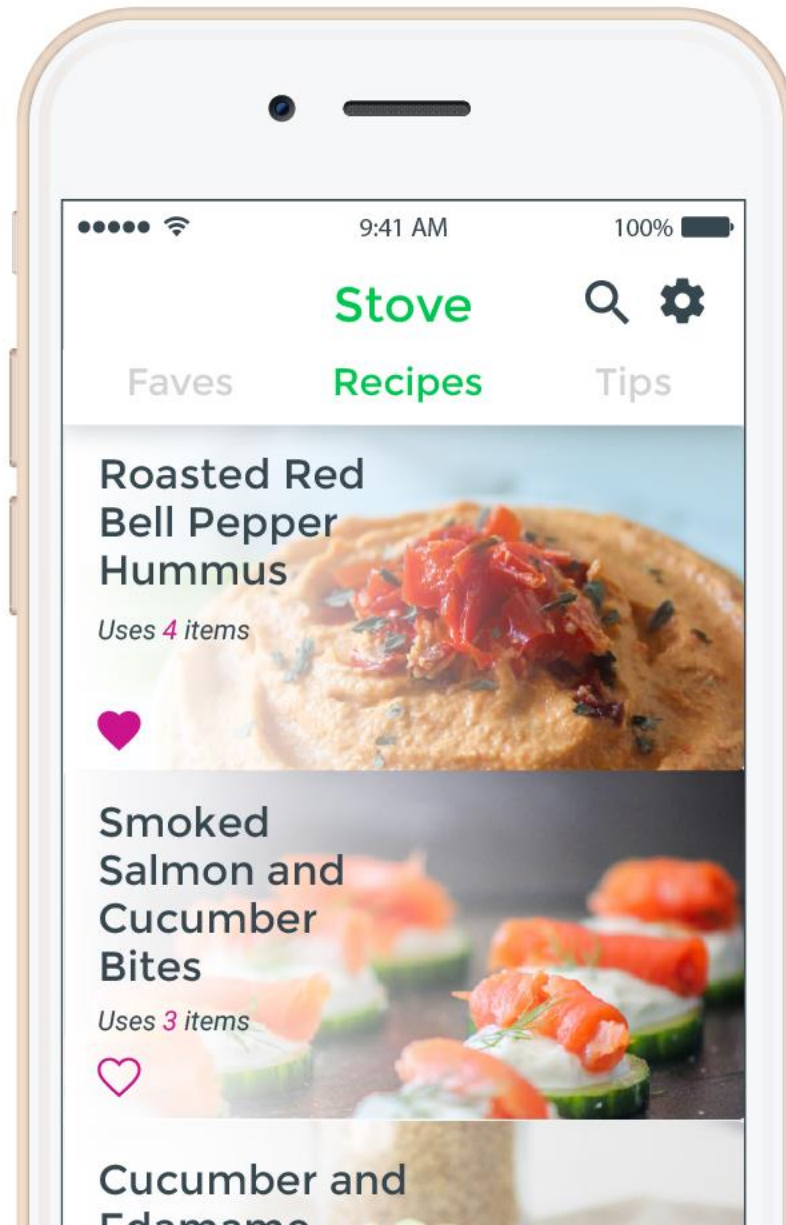 9:41 AM 100%
Stove
Faves Recipes Tips
Roasted Red
Bell Pepper
Hummus
Uses 4 items
Smoked
Salmon and
Cucumber
Bites
Uses 3 items
Cucumber and
Edamame